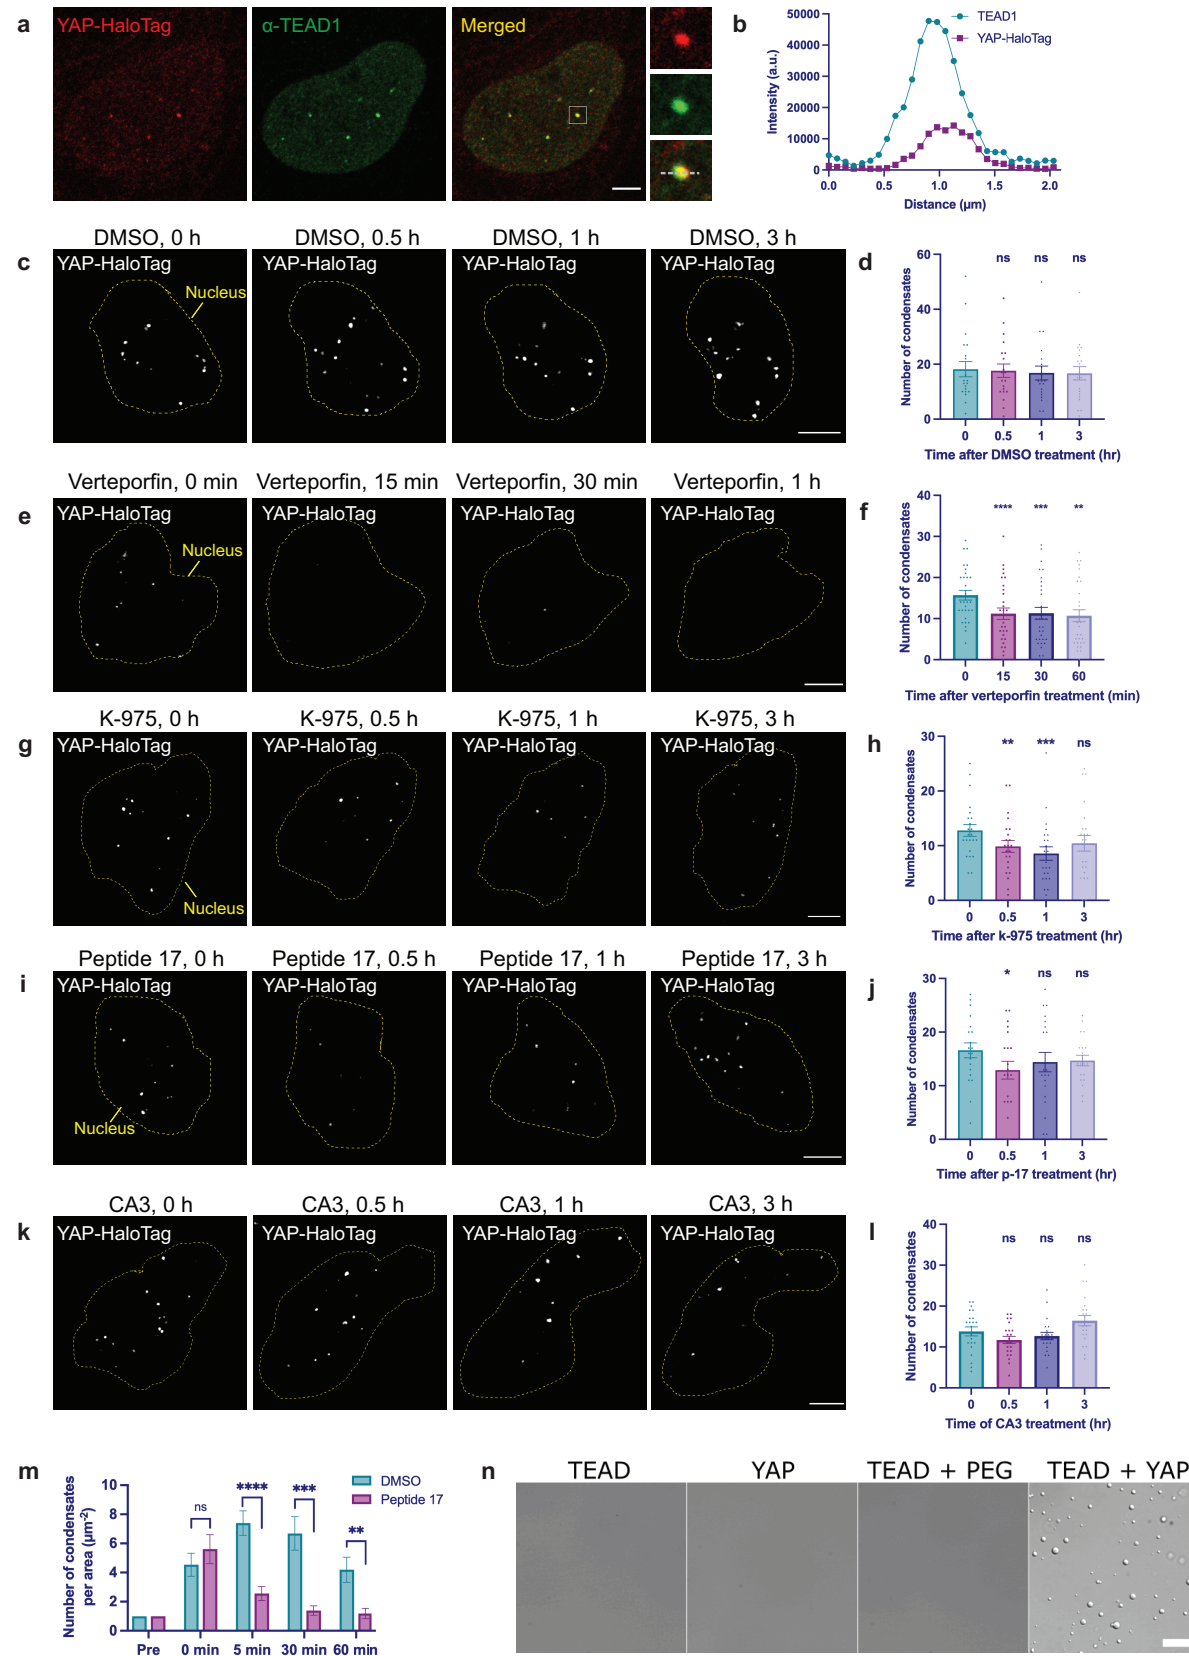 a
YAP-HaloTag
α-TEAD1
Merged
b
50000
40000
30000
20000
10000
0
Intensity (a.u.)
TEAD1
YAP-HaloTag
0.0 0.5 1.0 1.5 2.0
Distance (µm)
c
DMSO, 0 h
DMSO, 0.5 h
DMSO, 1 h
DMSO, 3 h
YAP-HaloTag
YAP-HaloTag
YAP-HaloTag
YAP-HaloTag
Nucleus
d
60
40
20
0
Number of condensates
ns ns ns
0 0.5 1 3
Time after DMSO treatment (hr)
e
Verteporfin, 0 min
Verteporfin, 15 min
Verteporfin, 30 min
Verteporfin, 1 h
YAP-HaloTag
YAP-HaloTag
YAP-HaloTag
YAP-HaloTag
Nucleus
f
40
30
20
10
0
Number of condensates
**** *** **
0 15 30 60
Time after verteporfin treatment (min)
g
K-975, 0 h
K-975, 0.5 h
K-975, 1 h
K-975, 3 h
YAP-HaloTag
YAP-HaloTag
YAP-HaloTag
YAP-HaloTag
Nucleus
h
30
20
10
0
Number of condensates
** *** ns
0 0.5 1 3
Time after k-975 treatment (hr)
i
Peptide 17, 0 h
Peptide 17, 0.5 h
Peptide 17, 1 h
Peptide 17, 3 h
YAP-HaloTag
YAP-HaloTag
YAP-HaloTag
YAP-HaloTag
Nucleus
j
30
20
10
0
Number of condensates
* ns ns
0 0.5 1 3
Time after p-17 treatment (hr)
k
CA3, 0 h
CA3, 0.5 h
CA3, 1 h
CA3, 3 h
YAP-HaloTag
YAP-HaloTag
YAP-HaloTag
YAP-HaloTag
l
40
30
20
10
0
Number of condensates
ns ns ns
0 0.5 1 3
Time of CA3 treatment (hr)
m
10
8
6
4
2
0
Number of condensates
per area (µm⁻²)
ns **** *** **
DMSO
Peptide 17
Pre 0 min 5 min 30 min 60 min
n
TEAD
YAP
TEAD + PEG
TEAD + YAP